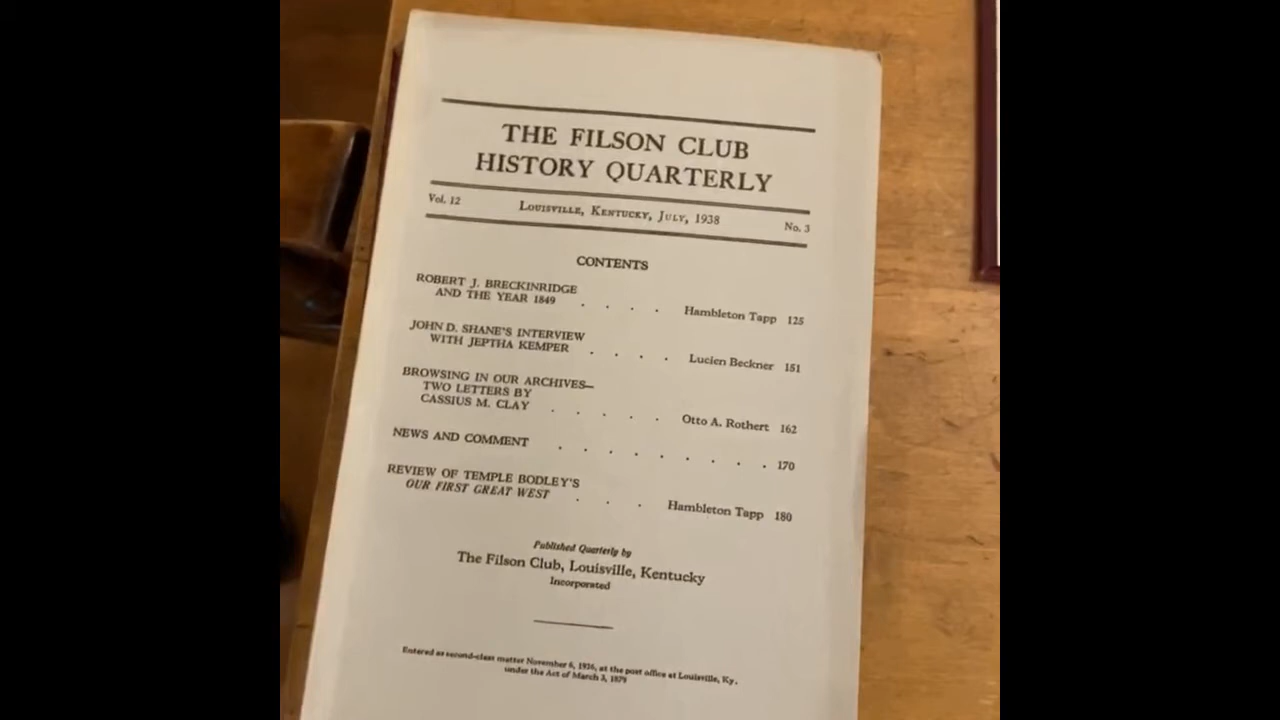 THE FILSON CLUB
HISTORY QUARTERLY
Vol. 12 LOUISVILLE, KENTUCKY, JULY, 1938 No. 3
CONTENTS
ROBERT J. BRECKINRIDGE
AND THE YEAR 1849 . . . . Hambleton Tapp 125
JOHN D. SHANE'S INTERVIEW
WITH JEPTHA KEMPER . . . . Lucien Beckner 151
BROWSING IN OUR ARCHIVES—
TWO LETTERS BY
CASSIUS M. CLAY . . . . . Otto A. Rothert 162
NEWS AND COMMENT . . . . . . . . . 170
REVIEW OF TEMPLE BODLEY'S
OUR FIRST GREAT WEST . . . Hambleton Tapp 180
Published Quarterly by
The Filson Club, Louisville, Kentucky
Incorporated
Entered as second-class matter November 6, 1926, at the post office at Louisville, Ky.,
under the Act of March 3, 1879